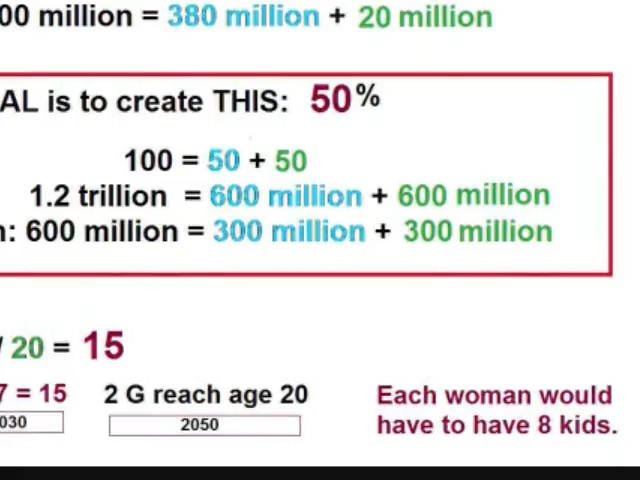 00 million = 380 million + 20 million
AL is to create THIS: 50%
100 = 50 + 50
1.2 trillion = 600 million + 600 million
n: 600 million = 300 million + 300 million
/ 20 = 15
7 = 15 2 G reach age 20 Each woman would
030 2050 have to have 8 kids.